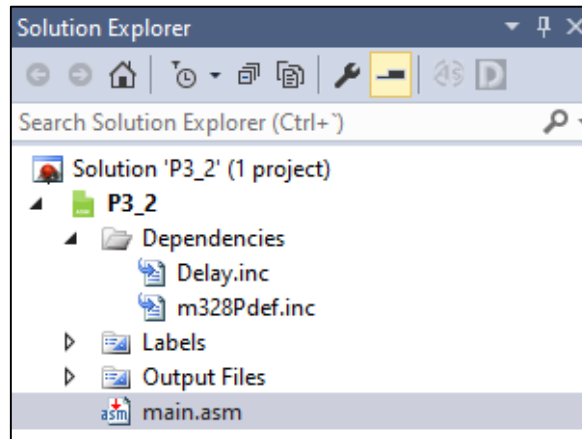 Solution Explorer
Search Solution Explorer (Ctrl+`)
Solution 'P3_2' (1 project)
P3_2
Dependencies
Delay.inc
m328Pdef.inc
Labels
Output Files
asm main.asm